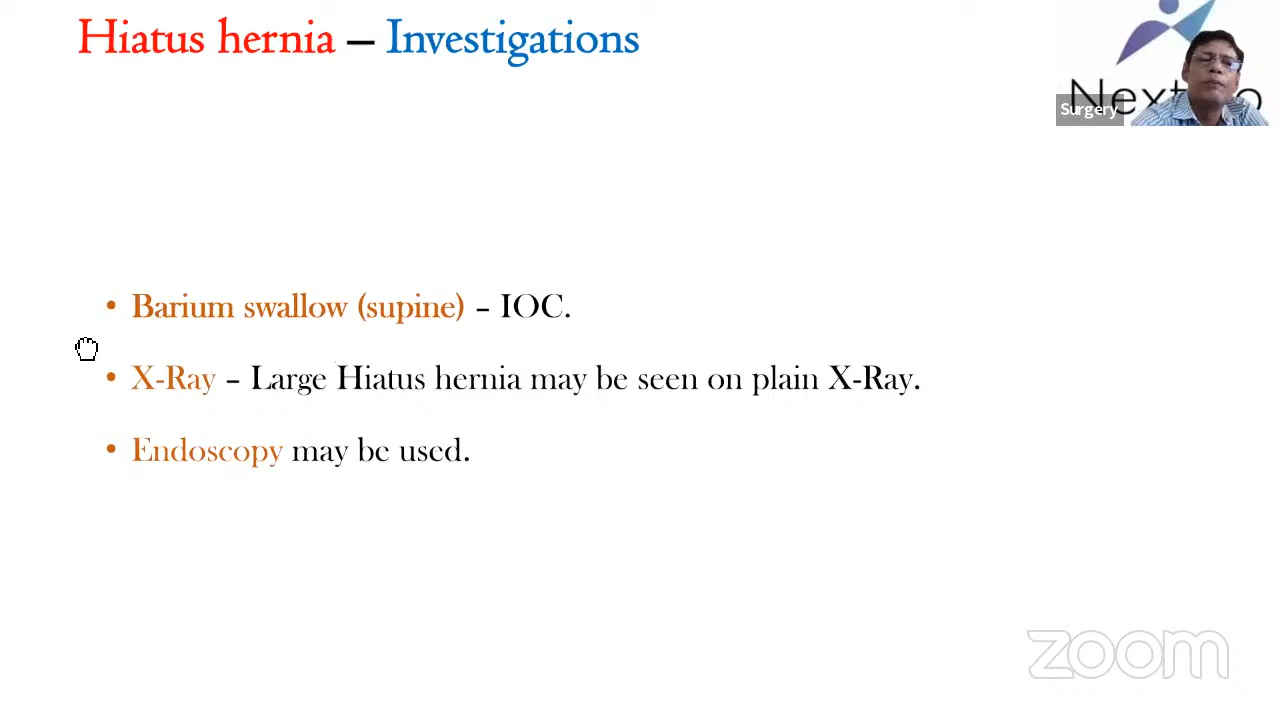 Hiatus hernia – Investigations
Surgery
• Barium swallow (supine) – IOC.
• X-Ray – Large Hiatus hernia may be seen on plain X-Ray.
• Endoscopy may be used.
zoom